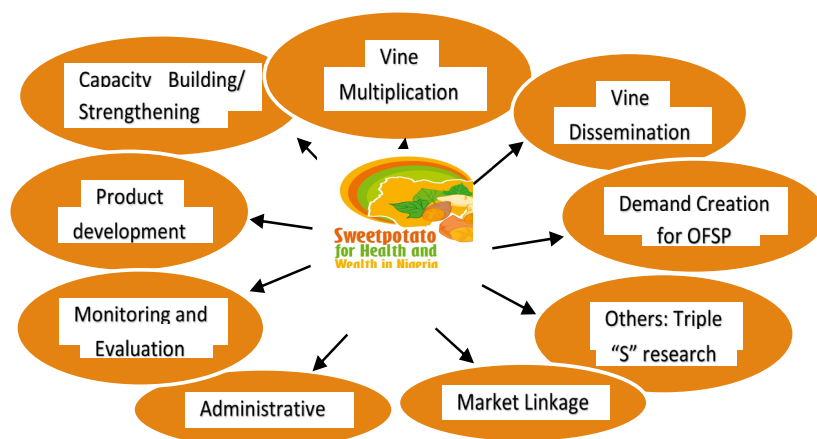 Vine
Multiplication
Capacity Building/
Strengthening
Vine
Dissemination
Product
development
Demand Creation
for OFSP
Sweetpotato
for Health and
Wealth in Nigeria
Monitoring and
Evaluation
Others: Triple
“S” research
Administrative
Market Linkage